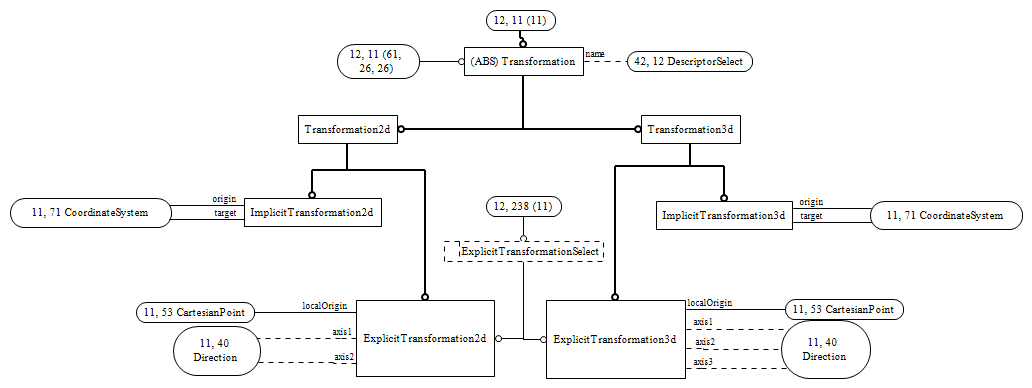 12, 11 (11)
12, 11 (61,
26, 26)
(ABS) Transformation
name
42, 12 DescriptorSelect
Transformation2d
Transformation3d
11, 71 CoordinateSystem
origin
target
ImplicitTransformation2d
12, 238 (11)
ImplicitTransformation3d
origin
target
11, 71 CoordinateSystem
ExplicitTransformationSelect
11, 53 CartesianPoint
localOrigin
11, 40
Direction
axis1
axis2
ExplicitTransformation2d
ExplicitTransformation3d
localOrigin
axis1
axis2
axis3
11, 53 CartesianPoint
11, 40
Direction